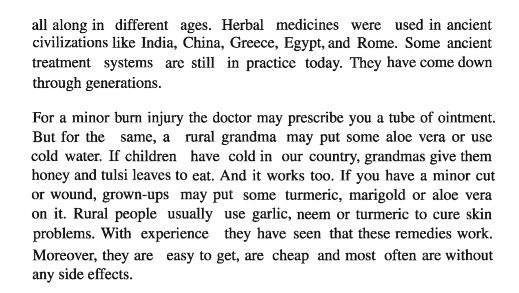 all along in different ages. Herbal medicines were used in ancient
civilizations like India, China, Greece, Egypt, and Rome. Some ancient
treatment systems are still in practice today. They have come down
through generations.
For a minor burn injury the doctor may prescribe you a tube of ointment.
But for the same, a rural grandma may put some aloe vera or use
cold water. If children have cold in our country, grandmas give them
honey and tulsi leaves to eat. And it works too. If you have a minor cut
or wound, grown-ups may put some turmeric, marigold or aloe vera
on it. Rural people usually use garlic, neem or turmeric to cure skin
problems. With experience they have seen that these remedies work.
Moreover, they are easy to get, are cheap and most often are without
any side effects.